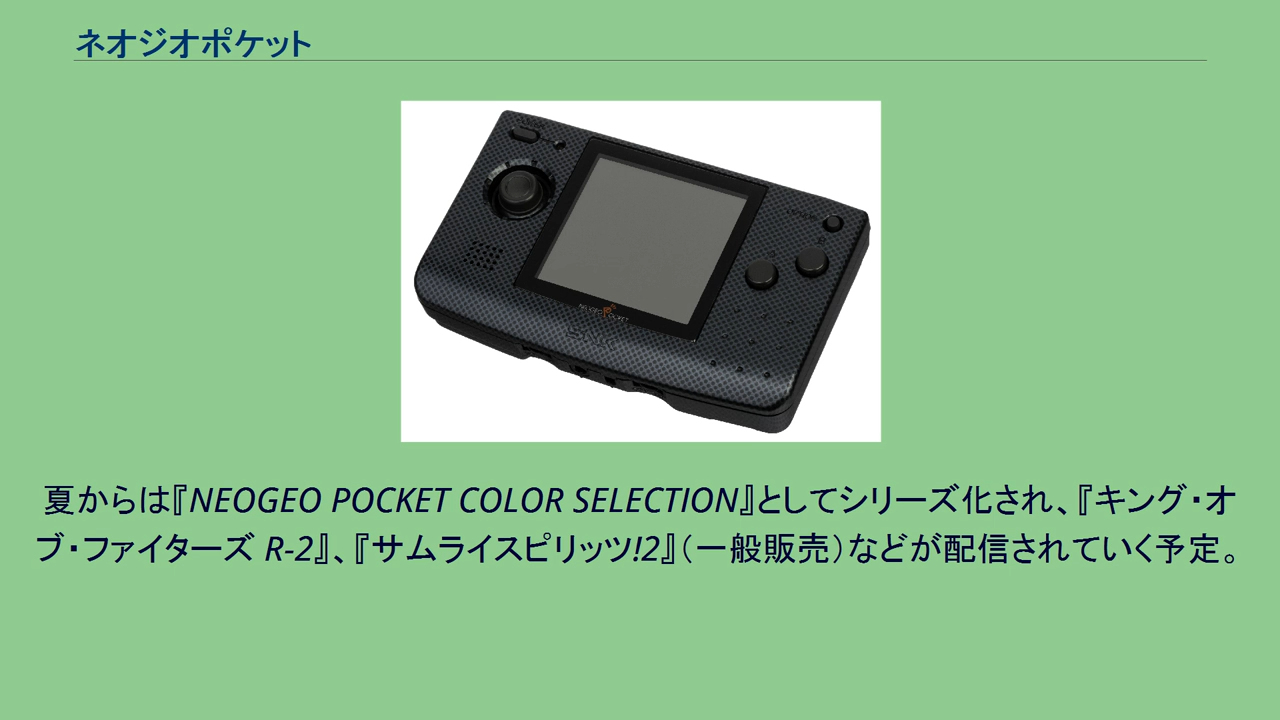 ネオジオポケット
NEOGEO POCKET
SNK
夏からは『NEOGEO POCKET COLOR SELECTION』としてシリーズ化され、『キング・オ
ブ・ファイターズ R-2』、『サムライスピリッツ!2』（一般販売）などが配信されていく予定。